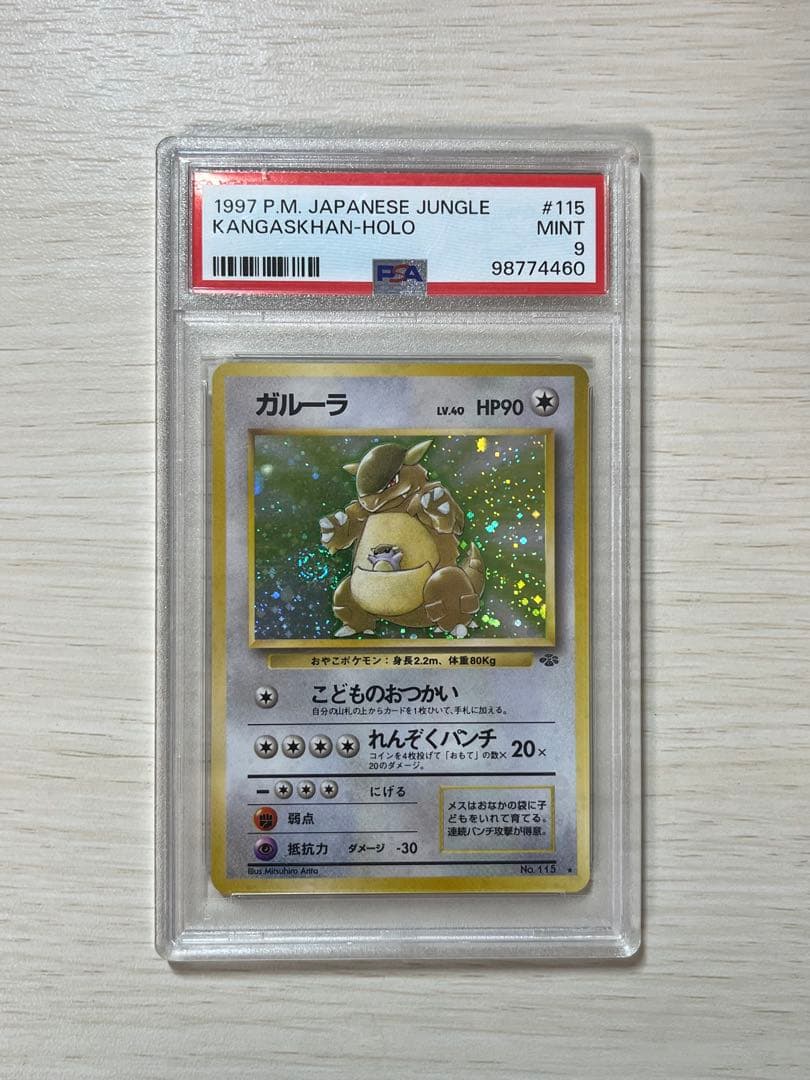 1997 P.M. JAPANESE JUNGLE #115
KANGASKHAN-HOLO MINT
9
PSA 98774460
ガルーラ LV.40 HP90
おやこポケモン：身長2.2m、体重80Kg
こどものおつかい
自分の山札の上からカードを1枚ひいて、手札に加える。
れんぞくパンチ 20×
コインを4枚投げて「おもて」の数×
20のダメージ。
にげる
弱点
抵抗力 ダメージ -30
メスはおなかの袋に子
どもをいれて育てる。
連続パンチ攻撃が得意。
Illus. Mitsuhiro Arita No. 115 ★